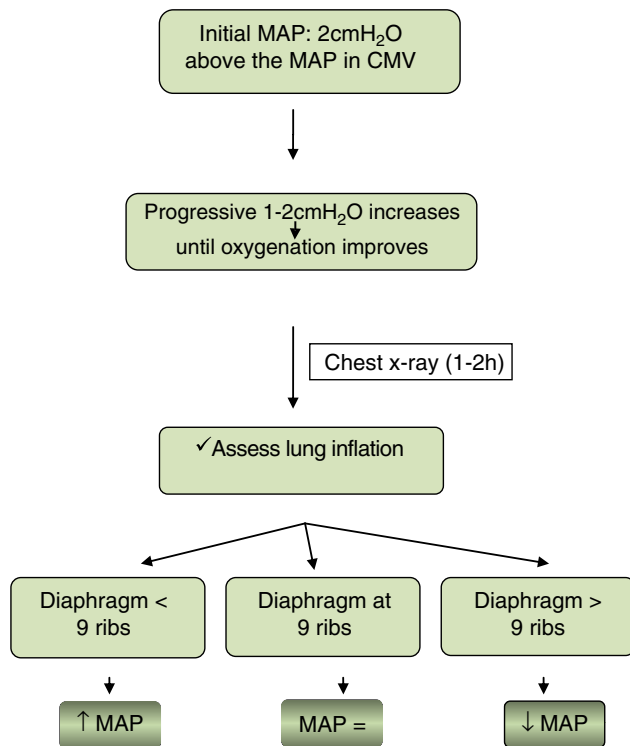 Initial MAP: 2cmH₂O
above the MAP in CMV
Progressive 1-2cmH₂O increases
until oxygenation improves
Chest x-ray (1-2h)
✓Assess lung inflation
Diaphragm <
9 ribs
Diaphragm at
9 ribs
Diaphragm >
9 ribs
↑ MAP
MAP =
↓ MAP